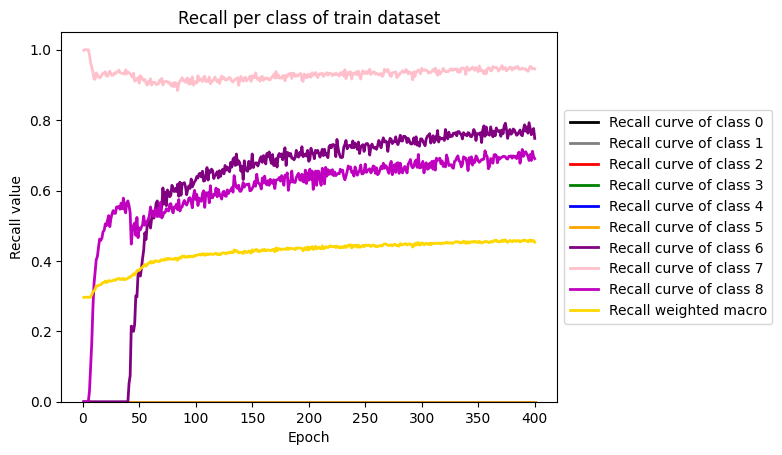 Recall per class of train dataset
Recall value
1.0
0.8
0.6
0.4
0.2
0.0
0
50
100
150
200
250
300
350
400
Epoch
Recall curve of class 0
Recall curve of class 1
Recall curve of class 2
Recall curve of class 3
Recall curve of class 4
Recall curve of class 5
Recall curve of class 6
Recall curve of class 7
Recall curve of class 8
Recall weighted macro